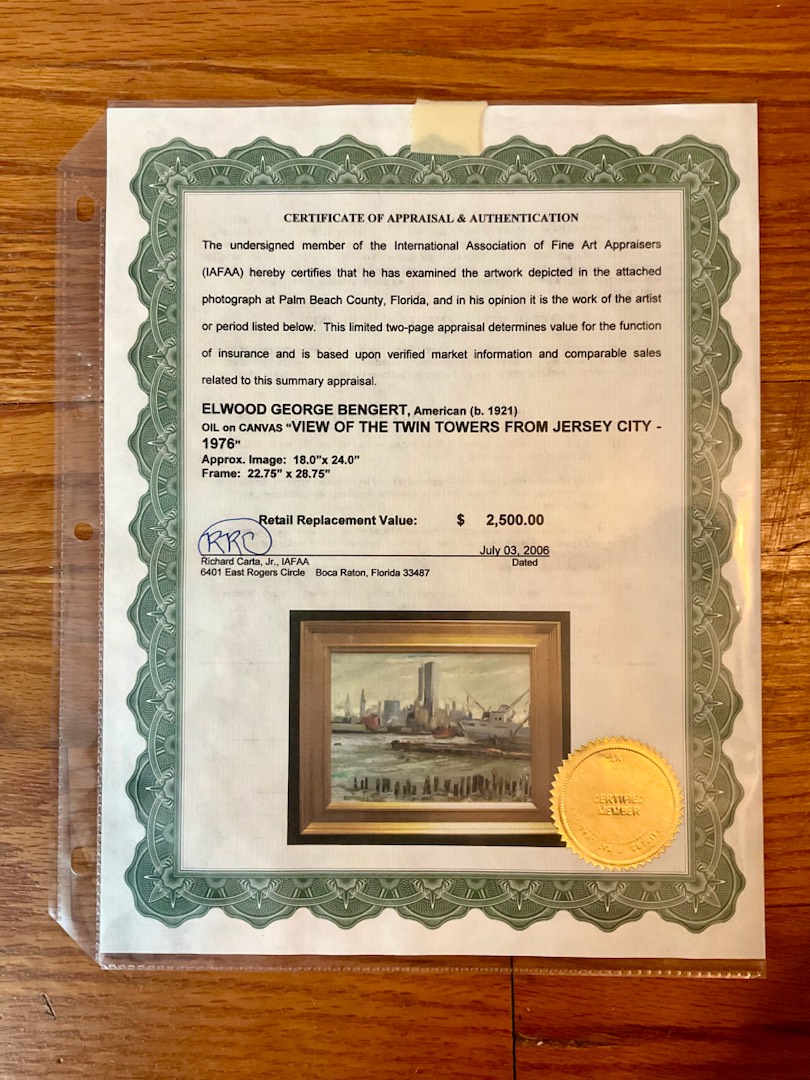 CERTIFICATE OF APPRAISAL & AUTHENTICATION
The undersigned member of the International Association of Fine Art Appraisers
(IAFAA) hereby certifies that he has examined the artwork depicted in the attached
photograph at Palm Beach County, Florida, and in his opinion it is the work of the artist
or period listed below. This limited two-page appraisal determines value for the function
of insurance and is based upon verified market information and comparable sales
related to this summary appraisal.
ELWOOD GEORGE BENGERT, American (b. 1921)
OIL on CANVAS "VIEW OF THE TWIN TOWERS FROM JERSEY CITY -
1976"
Approx. Image: 18.0"x 24.0"
Frame: 22.75" x 28.75"
Retail Replacement Value: $ 2,500.00
RRC
July 03, 2006
Richard Carta, Jr., IAFAA Dated
6401 East Rogers Circle Boca Raton, Florida 33487
CERTIFIED
MEMBER